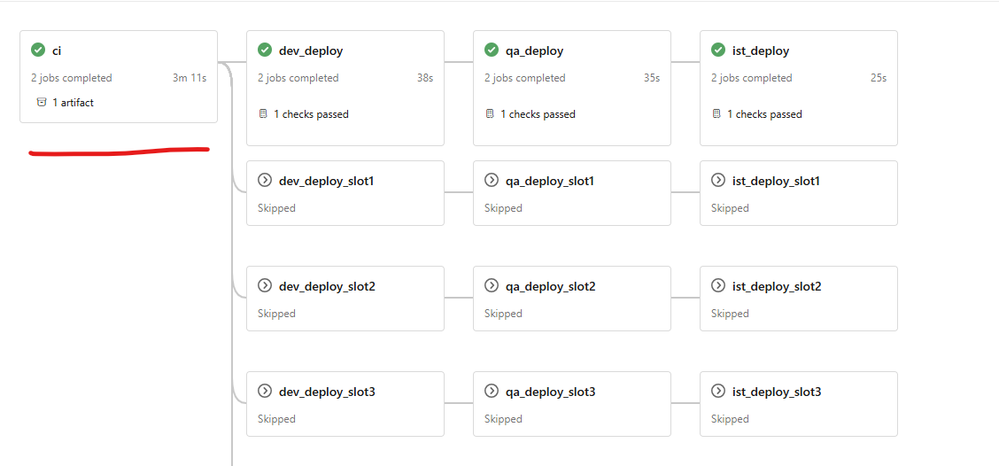 ci
2 jobs completed 3m 11s
1 artifact
dev_deploy
2 jobs completed 38s
1 checks passed
qa_deploy
2 jobs completed 35s
1 checks passed
ist_deploy
2 jobs completed 25s
1 checks passed
dev_deploy_slot1
Skipped
qa_deploy_slot1
Skipped
ist_deploy_slot1
Skipped
dev_deploy_slot2
Skipped
qa_deploy_slot2
Skipped
ist_deploy_slot2
Skipped
dev_deploy_slot3
Skipped
qa_deploy_slot3
Skipped
ist_deploy_slot3
Skipped